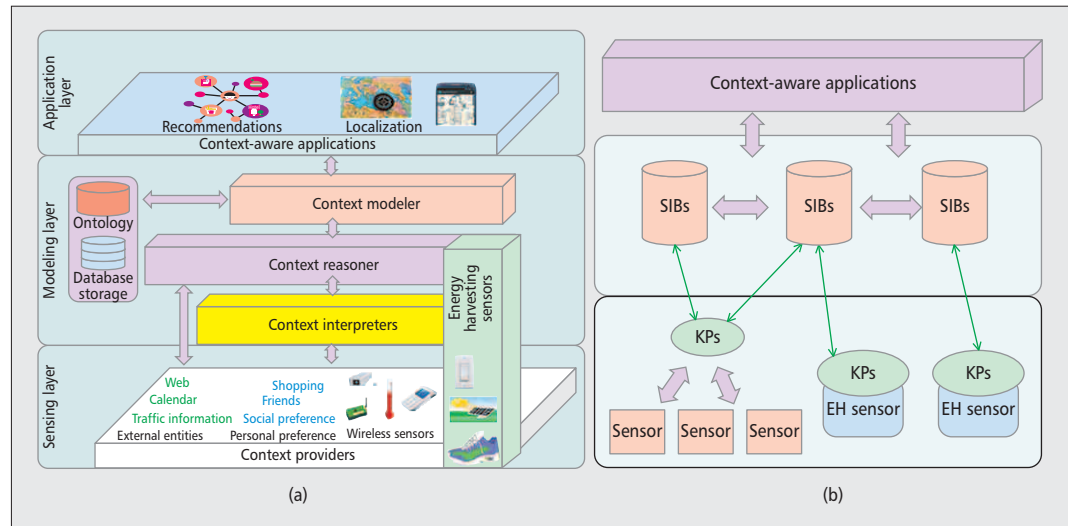 Application
layer
Recommendations
Localization
Context-aware applications
Modeling layer
Ontology
Database
storage
Context modeler
Context reasoner
Context interpreters
Energy
harvesting
sensors
Sensing layer
Web
Calendar
Traffic information
External entities
Shopping
Friends
Social preference
Personal preference
Wireless sensors
Context providers
(a)
Context-aware applications
SIBs
SIBs
SIBs
KPs
KPs
KPs
Sensor
Sensor
Sensor
EH sensor
EH sensor
(b)